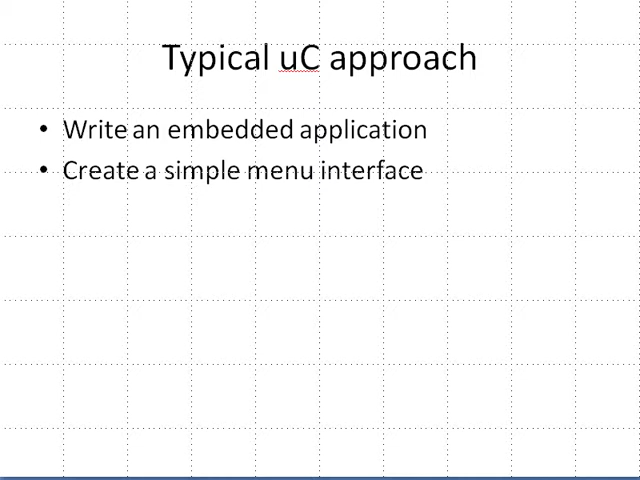 Typical uC approach
• Write an embedded application
• Create a simple menu interface